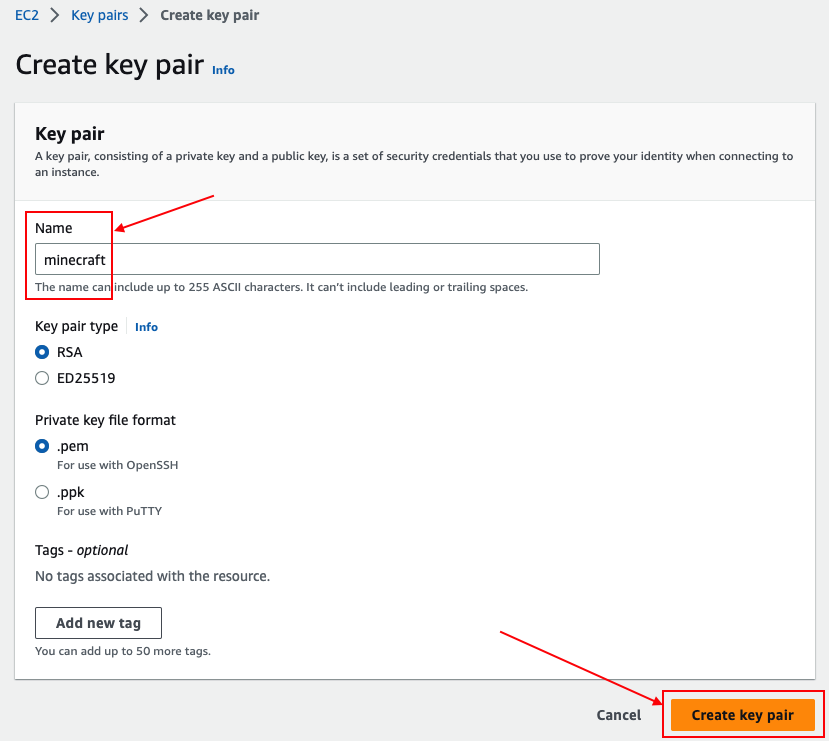 EC2 > Key pairs > Create key pair
Create key pair Info
Key pair
A key pair, consisting of a private key and a public key, is a set of security credentials that you use to prove your identity when connecting to
an instance.
Name
minecraft
The name can include up to 255 ASCII characters. It can't include leading or trailing spaces.
Key pair type Info
RSA
ED25519
Private key file format
.pem
For use with OpenSSH
.ppk
For use with PuTTY
Tags - optional
No tags associated with the resource.
Add new tag
You can add up to 50 more tags.
Cancel Create key pair